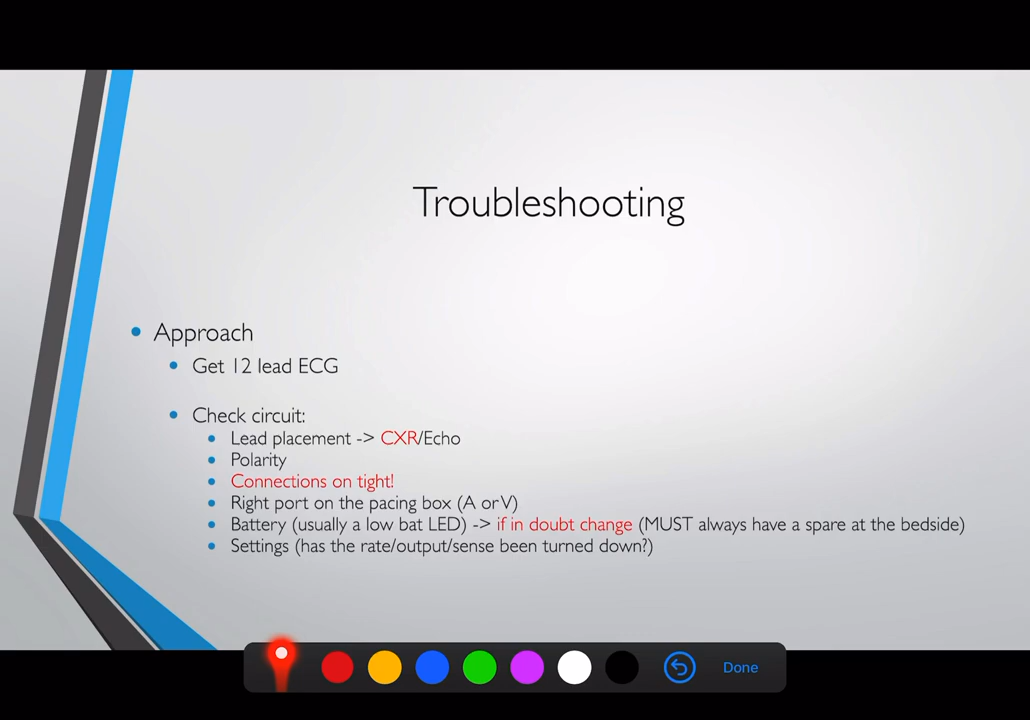 Troubleshooting
Approach
Get 12 lead ECG
Check circuit:
Lead placement -> CXR/Echo
Polarity
Connections on tight!
Right port on the pacing box (A or V)
Battery (usually a low bat LED) -> if in doubt change (MUST always have a spare at the bedside)
Settings (has the rate/output/sense been turned down?)
Done